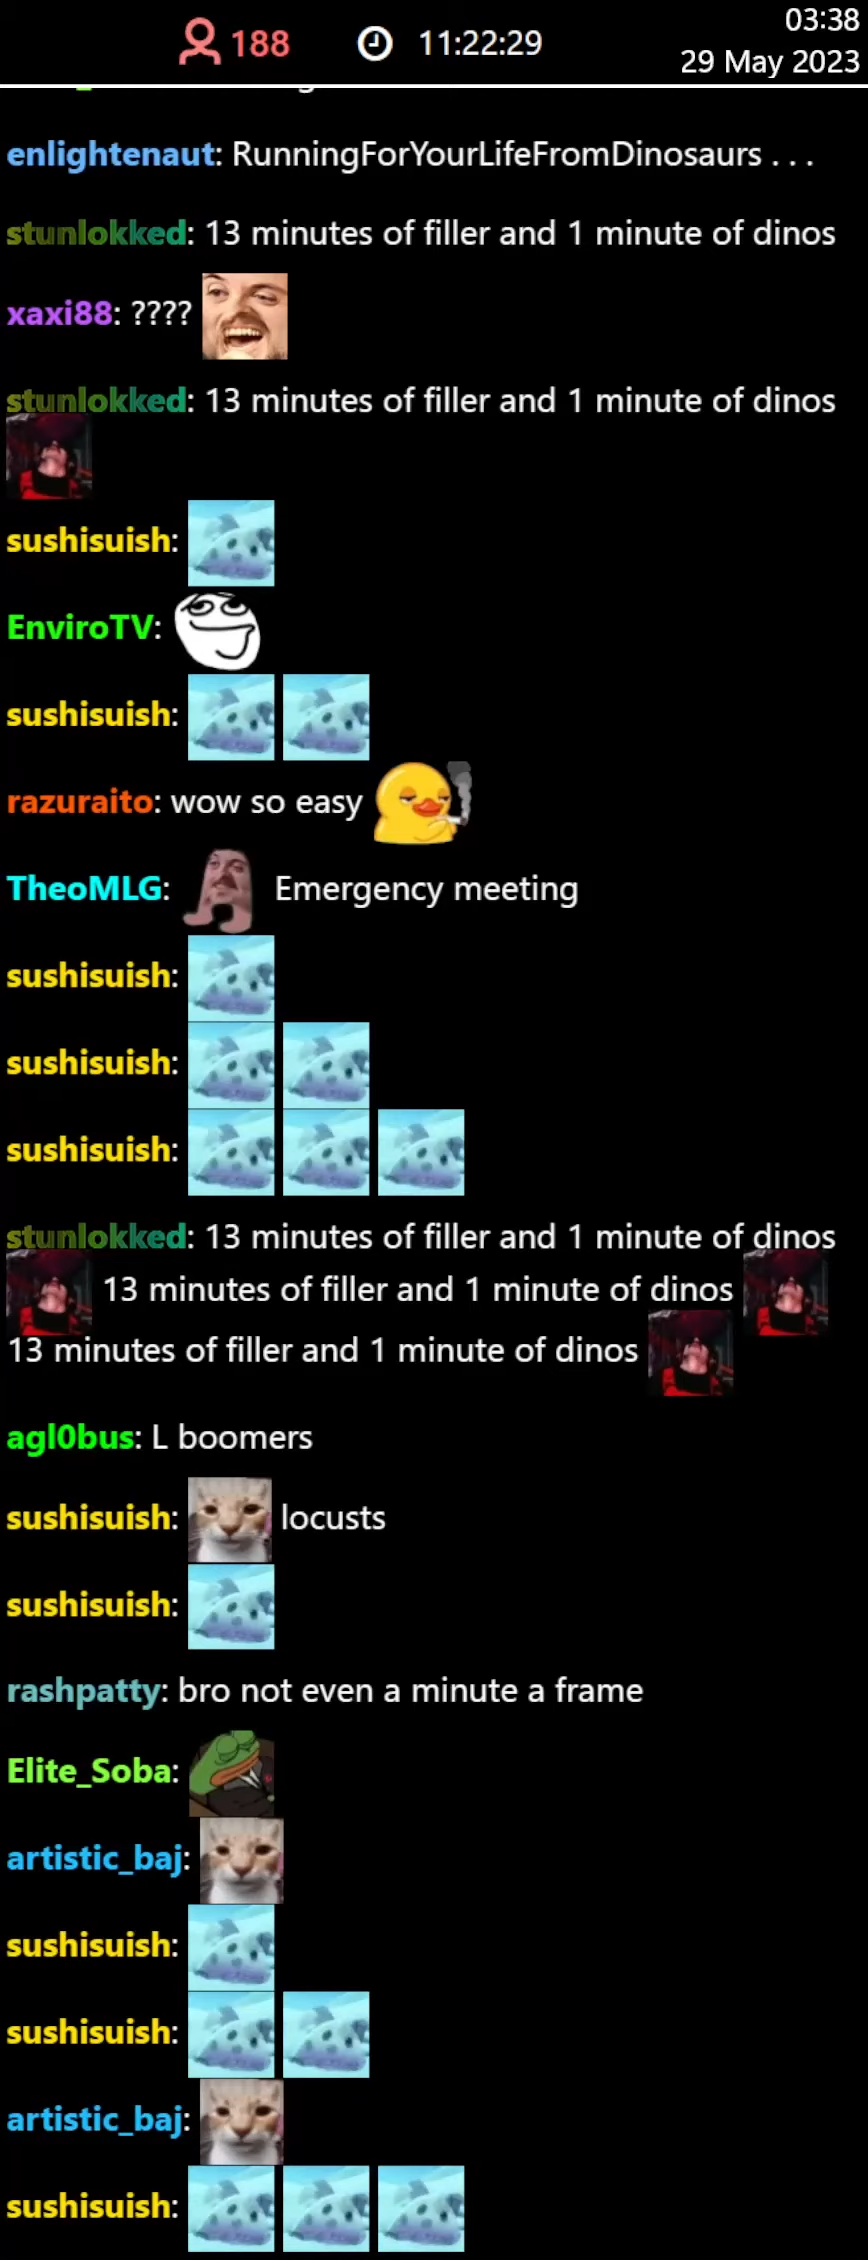 188 11:22:29 03:38
29 May 2023
enlightenaut: RunningForYourLifeFromDinosaurs . . .
stunlokked: 13 minutes of filler and 1 minute of dinos
xaxi88: ????
stunlokked: 13 minutes of filler and 1 minute of dinos
sushisuish:
EnviroTV:
sushisuish:
razuraito: wow so easy
TheoMLG: Emergency meeting
sushisuish:
sushisuish:
sushisuish:
stunlokked: 13 minutes of filler and 1 minute of dinos
13 minutes of filler and 1 minute of dinos
13 minutes of filler and 1 minute of dinos
agl0bus: L boomers
sushisuish: locusts
sushisuish:
rashpatty: bro not even a minute a frame
Elite_Soba:
artistic_baj:
sushisuish:
sushisuish:
artistic_baj:
sushisuish: